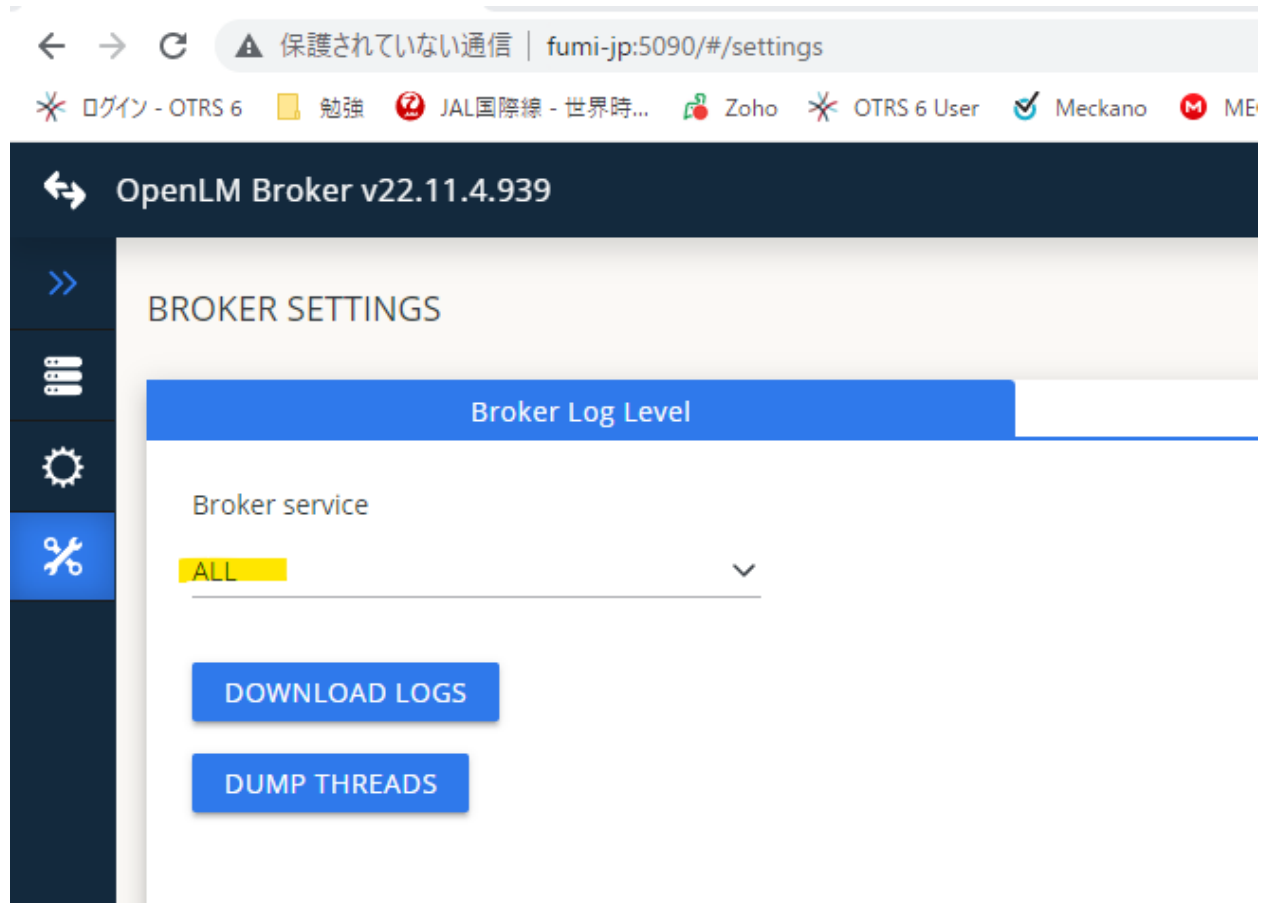 保護されていない通信 | fumi-jp:5090/#/settings
ログイン - OTRS 6 勉強 JAL国際線 - 世界時... Zoho OTRS 6 User Meckano
OpenLM Broker v22.11.4.939
BROKER SETTINGS
Broker Log Level
Broker service
ALL
DOWNLOAD LOGS
DUMP THREADS